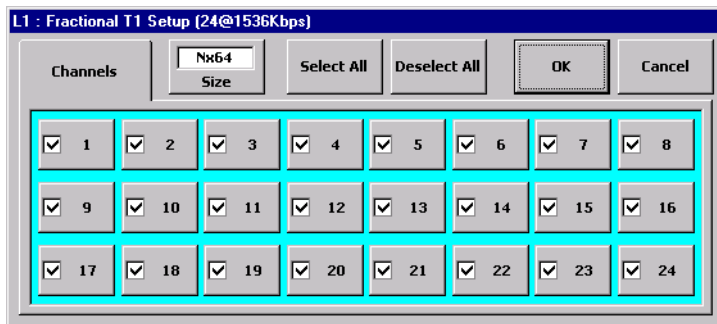 L1 : Fractional T1 Setup (24@1536Kbps)
Channels
Nx64
Size
Select All
Deselect All
OK
Cancel
1 2 3 4 5 6 7 8
9 10 11 12 13 14 15 16
17 18 19 20 21 22 23 24